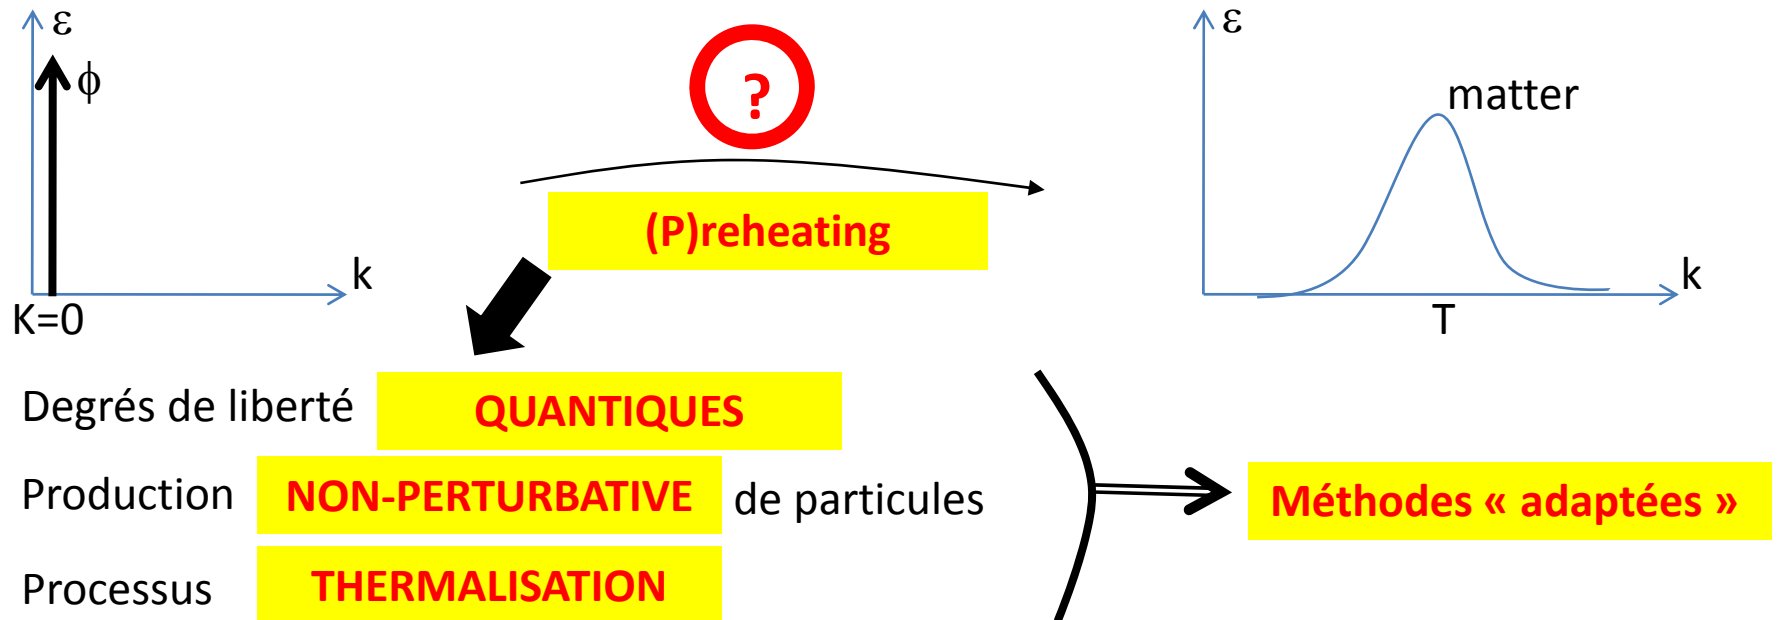 ε
ϕ
k
K=0
?
(P)reheating
ε
matter
k
T
Degrés de liberté QUANTIQUES
Production NON-PERTURBATIVE de particules
Processus THERMALISATION
Méthodes « adaptées »